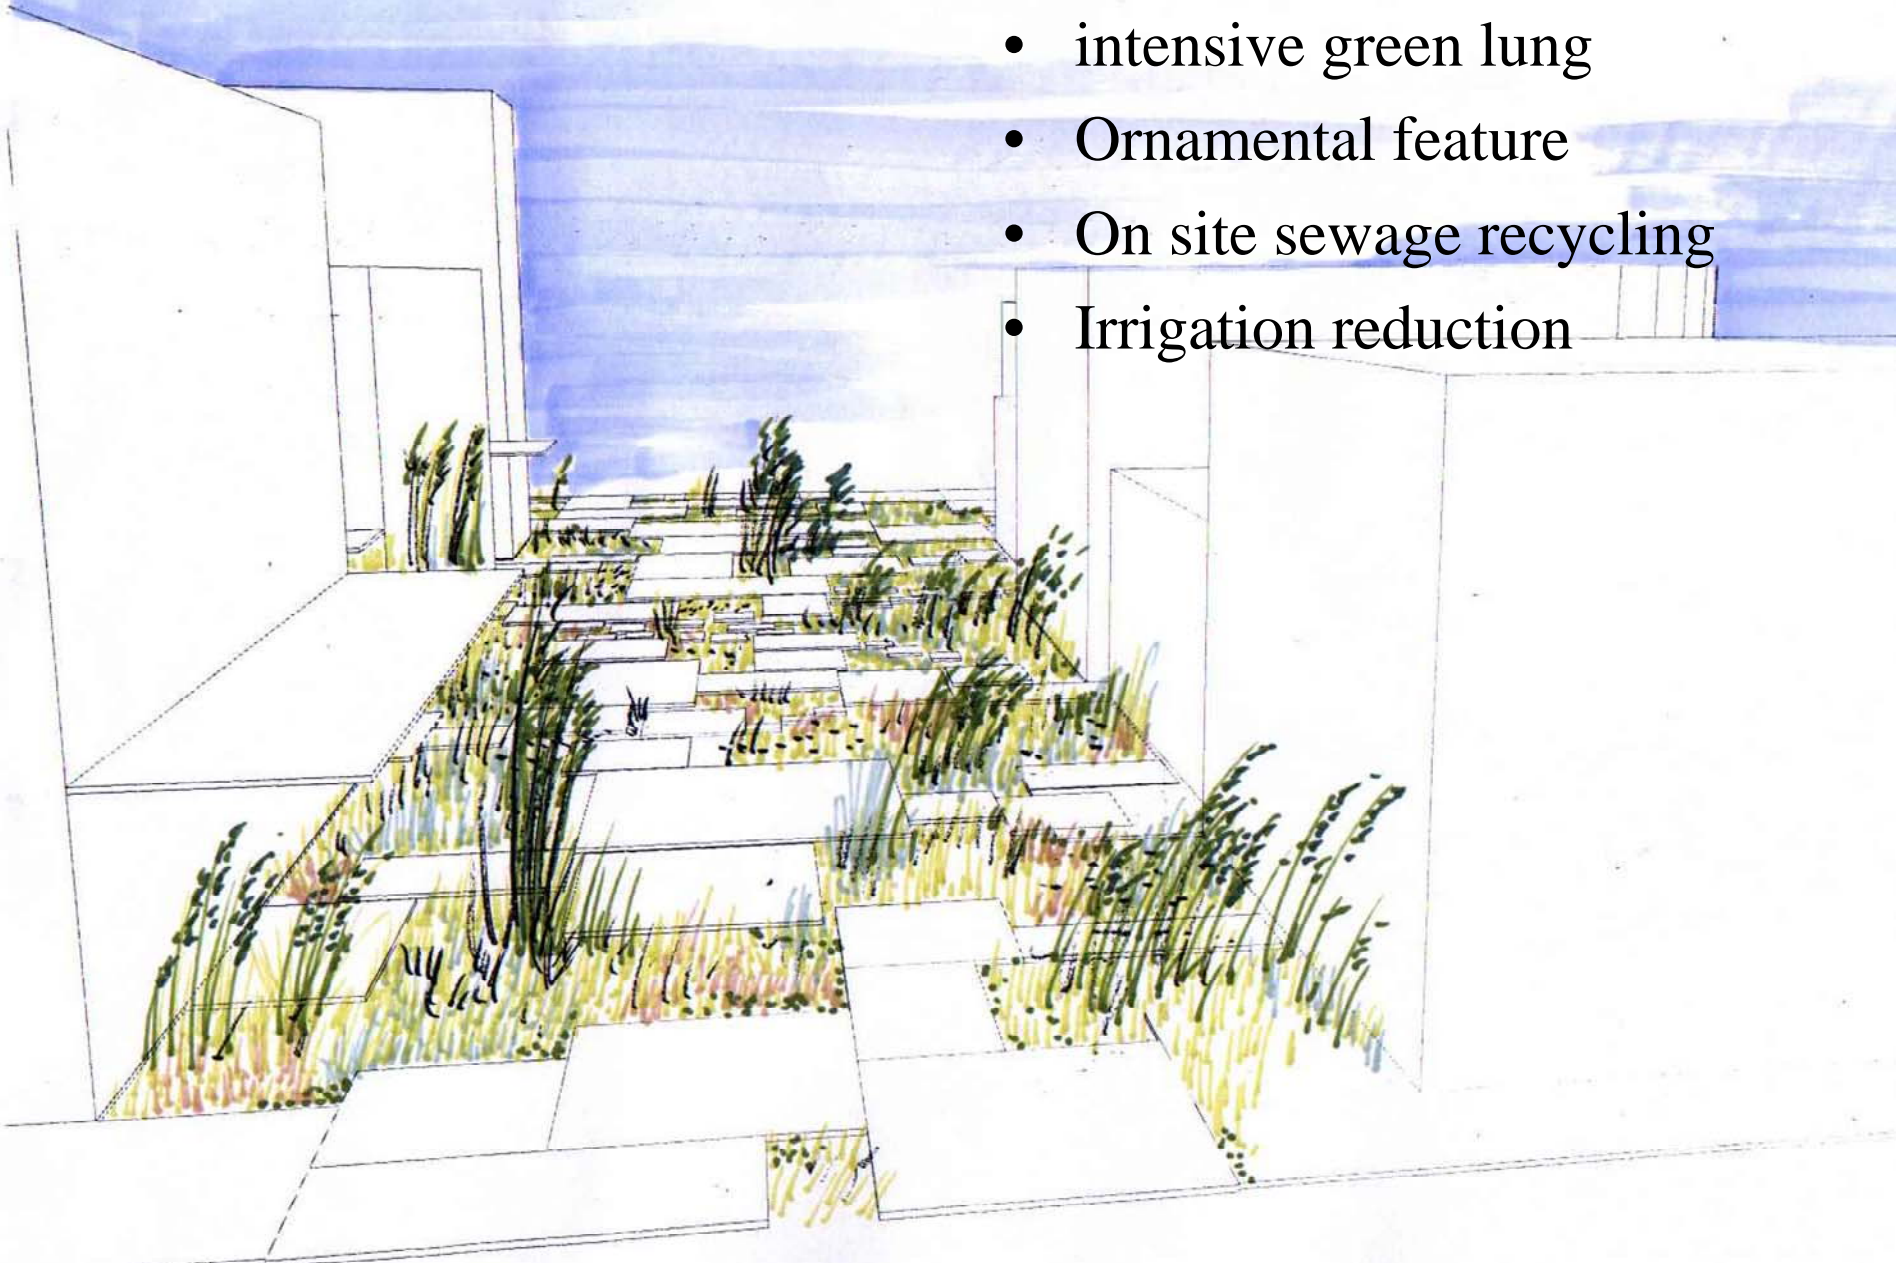 • intensive green lung
• Ornamental feature
• On site sewage recycling
• Irrigation reduction